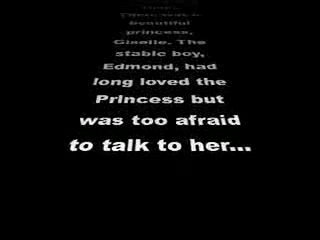 There was a
beautiful
princess,
Giselle. The
stable boy,
Edmond, had
long loved the
Princess but
was too afraid
to talk to her...